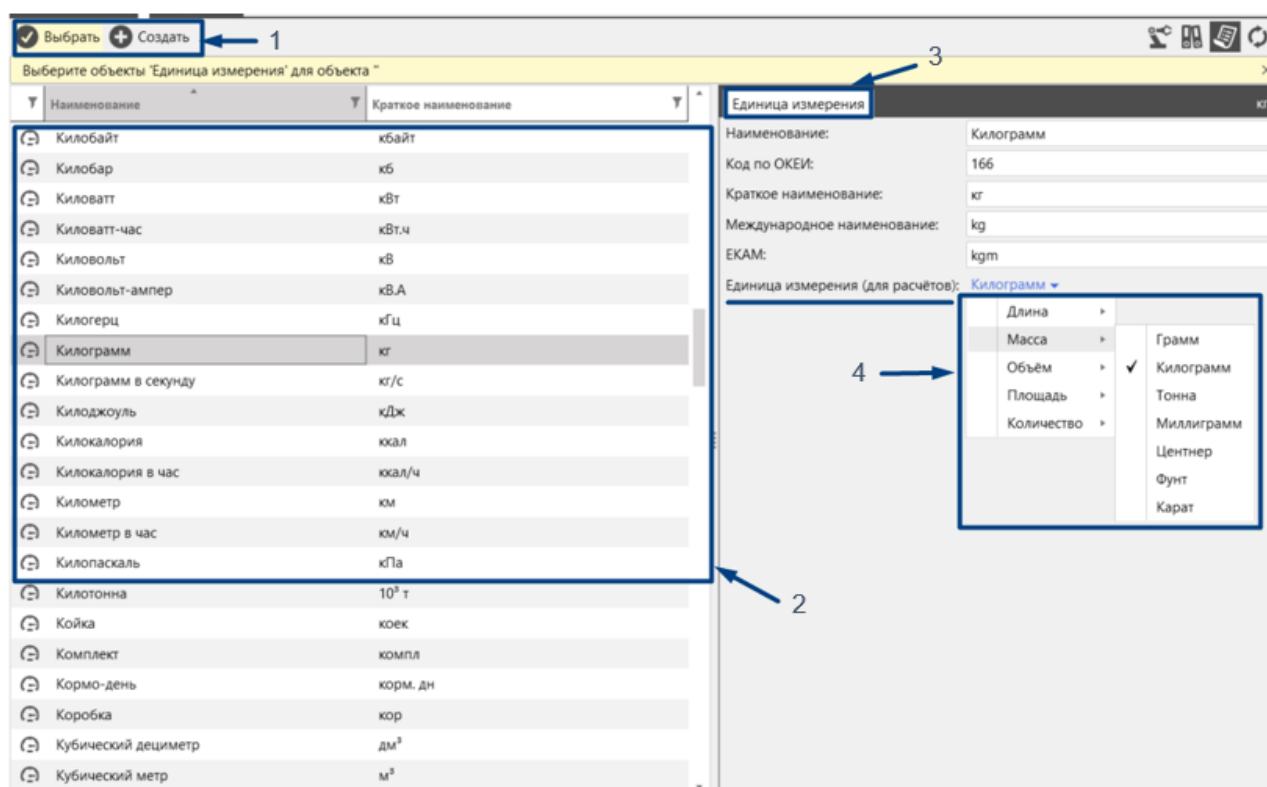 Выбрать Создать 1
Выберите объекты 'Единица измерения' для объекта ''
3
Наименование Краткое наименование
Килобайт кбайт
Килобар кб
Киловатт кВт
Киловатт-час кВт.ч
Киловольт кВ
Киловольт-ампер кВ.А
Килогерц кГц
Килограмм кг
Килограмм в секунду кг/с
Килоджоуль кДж
Килокалория ккал
Килокалория в час ккал/ч
Километр км
Километр в час км/ч
Килопаскаль кПа
Килотонна 10³ т
Койка коек
Комплект компл
Кормо-день корм. дн
Коробка кор
Кубический дециметр дм³
Кубический метр м³
2
Единица измерения кг
Наименование: Килограмм
Код по ОКЕИ: 166
Краткое наименование: кг
Международное наименование: kg
ЕКАМ: kgm
Единица измерения (для расчётов): Килограмм
4
Длина
Масса
Объём
Площадь
Количество
Грамм
Килограмм
Тонна
Миллиграмм
Центнер
Фунт
Карат